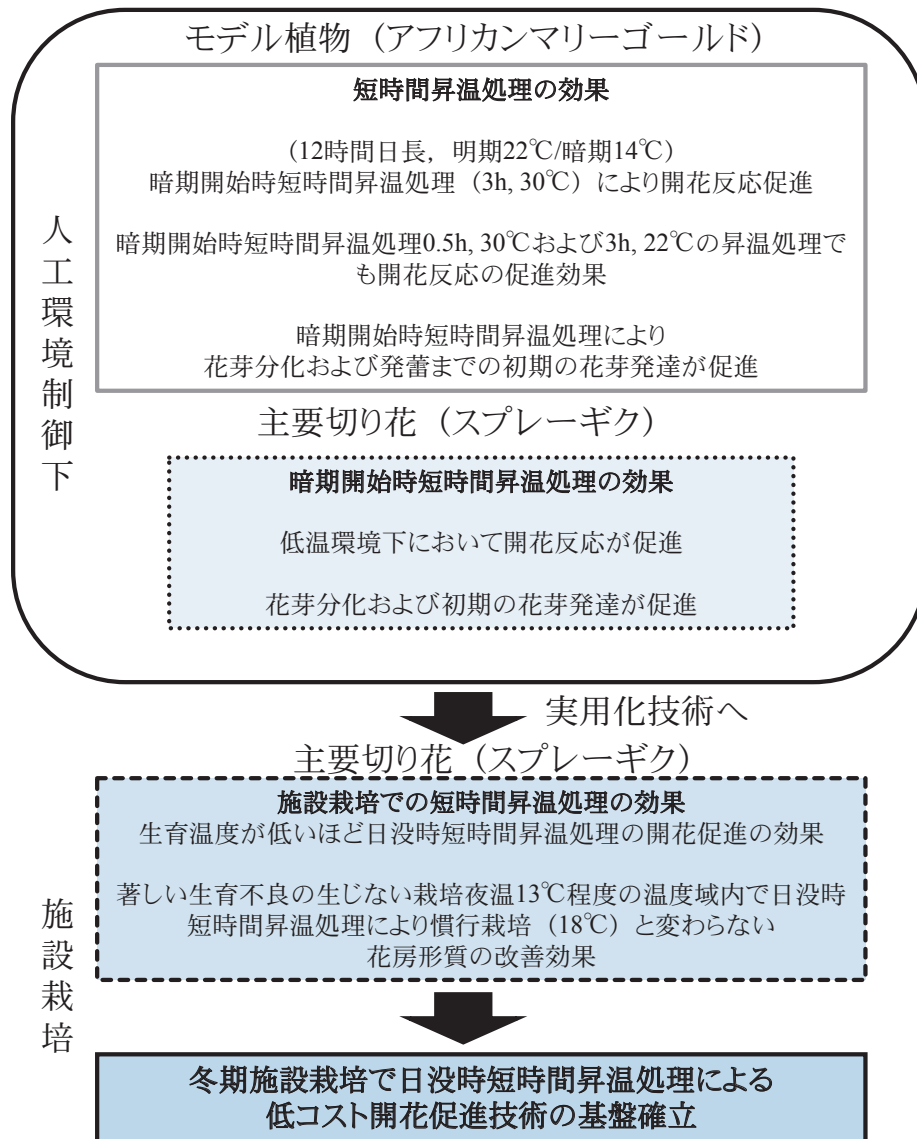 モデル植物（アフリカンマリーゴールド）
短時間昇温処理の効果
（12時間日長，明期22℃/暗期14℃）
暗期開始時短時間昇温処理（3h, 30℃）により開花反応促進
暗期開始時短時間昇温処理0.5h, 30℃および3h, 22℃の昇温処理で
も開花反応の促進効果
暗期開始時短時間昇温処理により
花芽分化および発蕾までの初期の花芽発達が促進
人工環境制御下
主要切り花（スプレーギク）
暗期開始時短時間昇温処理の効果
低温環境下において開花反応が促進
花芽分化および初期の花芽発達が促進
実用化技術へ
主要切り花（スプレーギク）
施設栽培での短時間昇温処理の効果
生育温度が低いほど日没時短時間昇温処理の開花促進の効果
著しい生育不良の生じない栽培夜温13℃程度の温度域内で日没時
短時間昇温処理により慣行栽培（18℃）と変わらない
花房形質の改善効果
施設栽培
冬期施設栽培で日没時短時間昇温処理による
低コスト開花促進技術の基盤確立